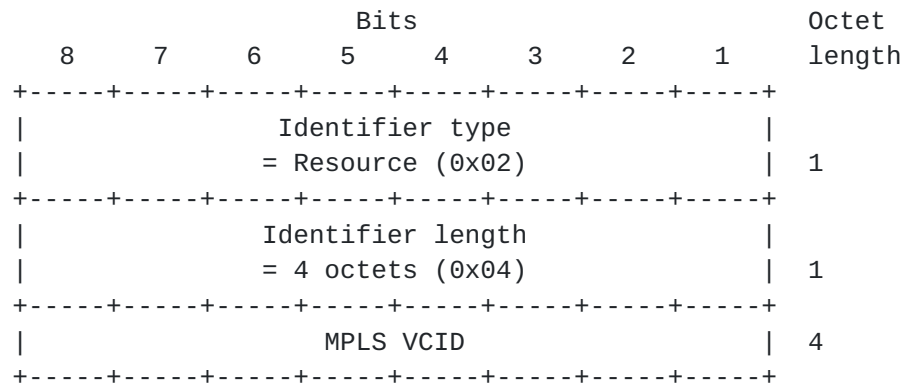 Bits                       Octet
   8     7     6     5     4     3     2     1   length
+-----+-----+-----+-----+-----+-----+-----+-----+
|                Identifier type                |
|               = Resource (0x02)               |  1
+-----+-----+-----+-----+-----+-----+-----+-----+
|               Identifier length               |
|               = 4 octets (0x04)               |  1
+-----+-----+-----+-----+-----+-----+-----+-----+
|                   MPLS VCID                   |  4
+-----+-----+-----+-----+-----+-----+-----+-----+